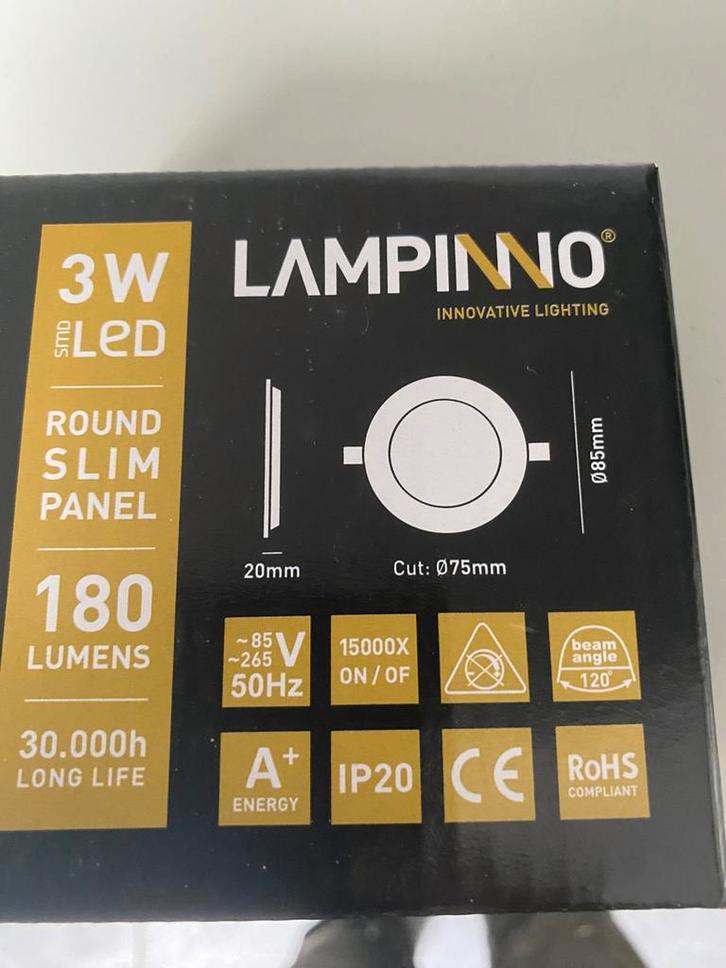 3W
SMD LED
ROUND
SLIM
PANEL
180
LUMENS
30.000h
LONG LIFE
LAMPINNO®
INNOVATIVE LIGHTING
Ø85mm
20mm
Cut: Ø75mm
~85
~265 V
50Hz
15000X
ON / OF
beam
angle
120°
A+
ENERGY
IP20
CE
RoHS
COMPLIANT